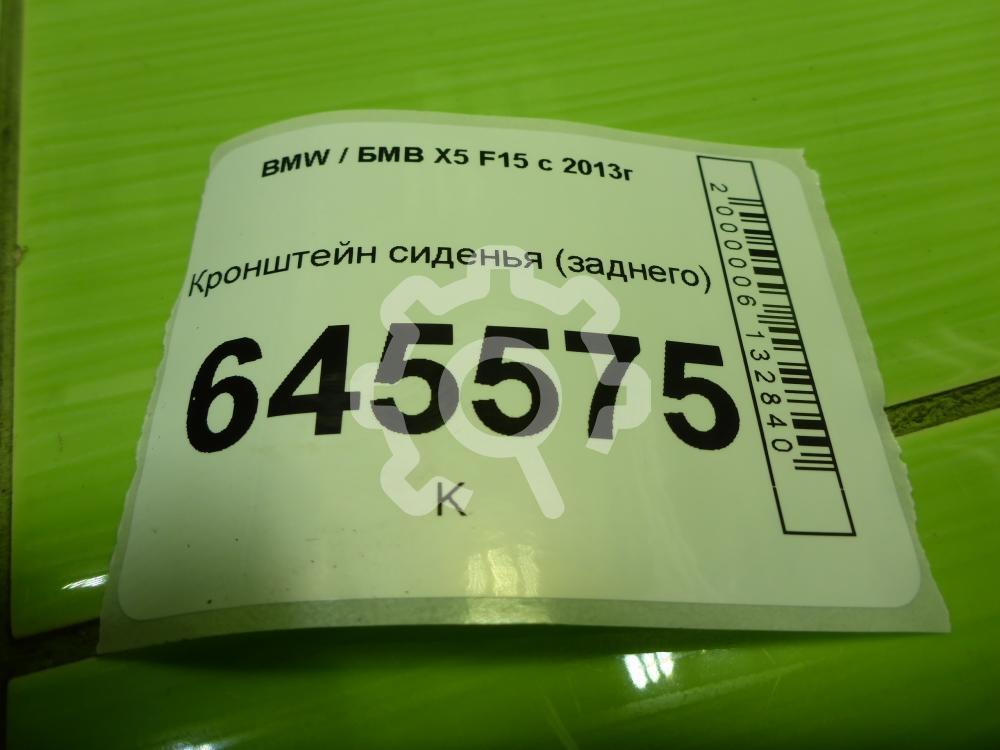 BMW / БМВ X5 F15 с 2013г
Кронштейн сиденья (заднего)
645575
К
2000006132840